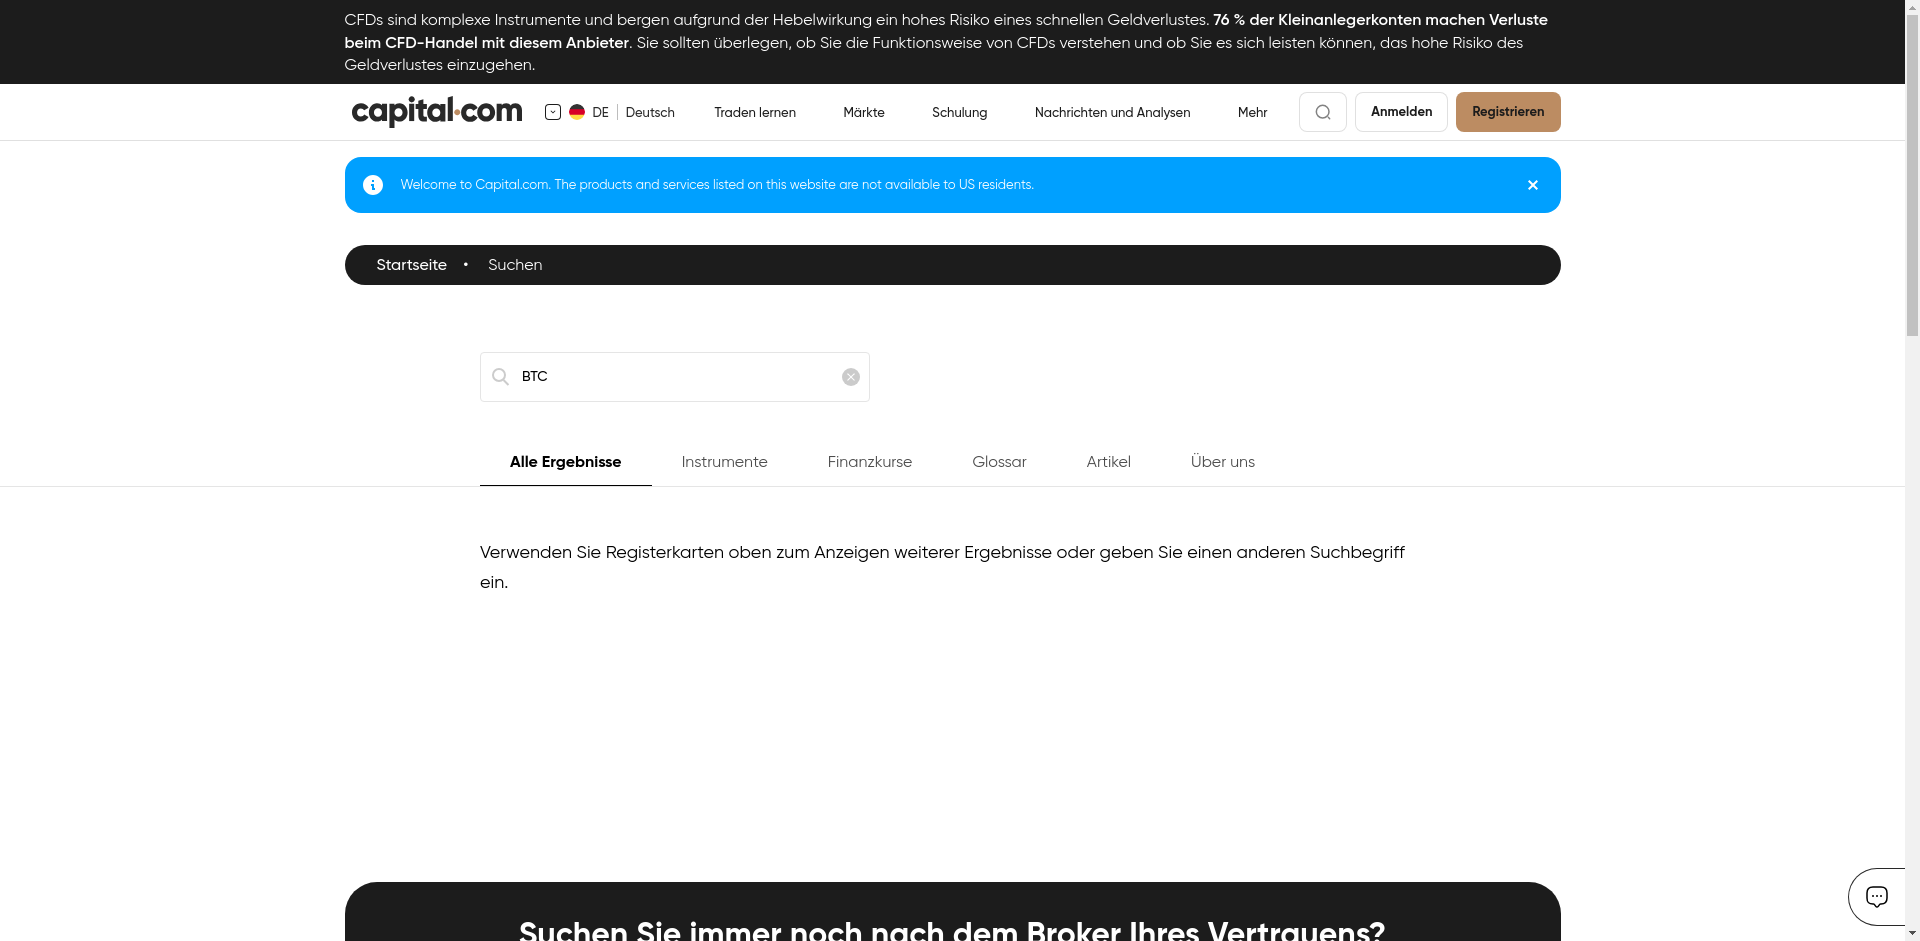 CFDs sind komplexe Instrumente und bergen aufgrund der Hebelwirkung ein hohes Risiko eines schnellen Geldverlustes. 76 % der Kleinanlegerkonten machen Verluste
beim CFD-Handel mit diesem Anbieter. Sie sollten überlegen, ob Sie die Funktionsweise von CFDs verstehen und ob Sie es sich leisten können, das hohe Risiko des
Geldverlustes einzugehen.
capital.com DE Deutsch Traden lernen Märkte Schulung Nachrichten und Analysen Mehr Anmelden Registrieren
Welcome to Capital.com. The products and services listed on this website are not available to US residents.
Startseite • Suchen
BTC
Alle Ergebnisse Instrumente Finanzkurse Glossar Artikel Über uns
Verwenden Sie Registerkarten oben zum Anzeigen weiterer Ergebnisse oder geben Sie einen anderen Suchbegriff
ein.
Suchen Sie immer noch nach dem Broker Ihres Vertrauens?